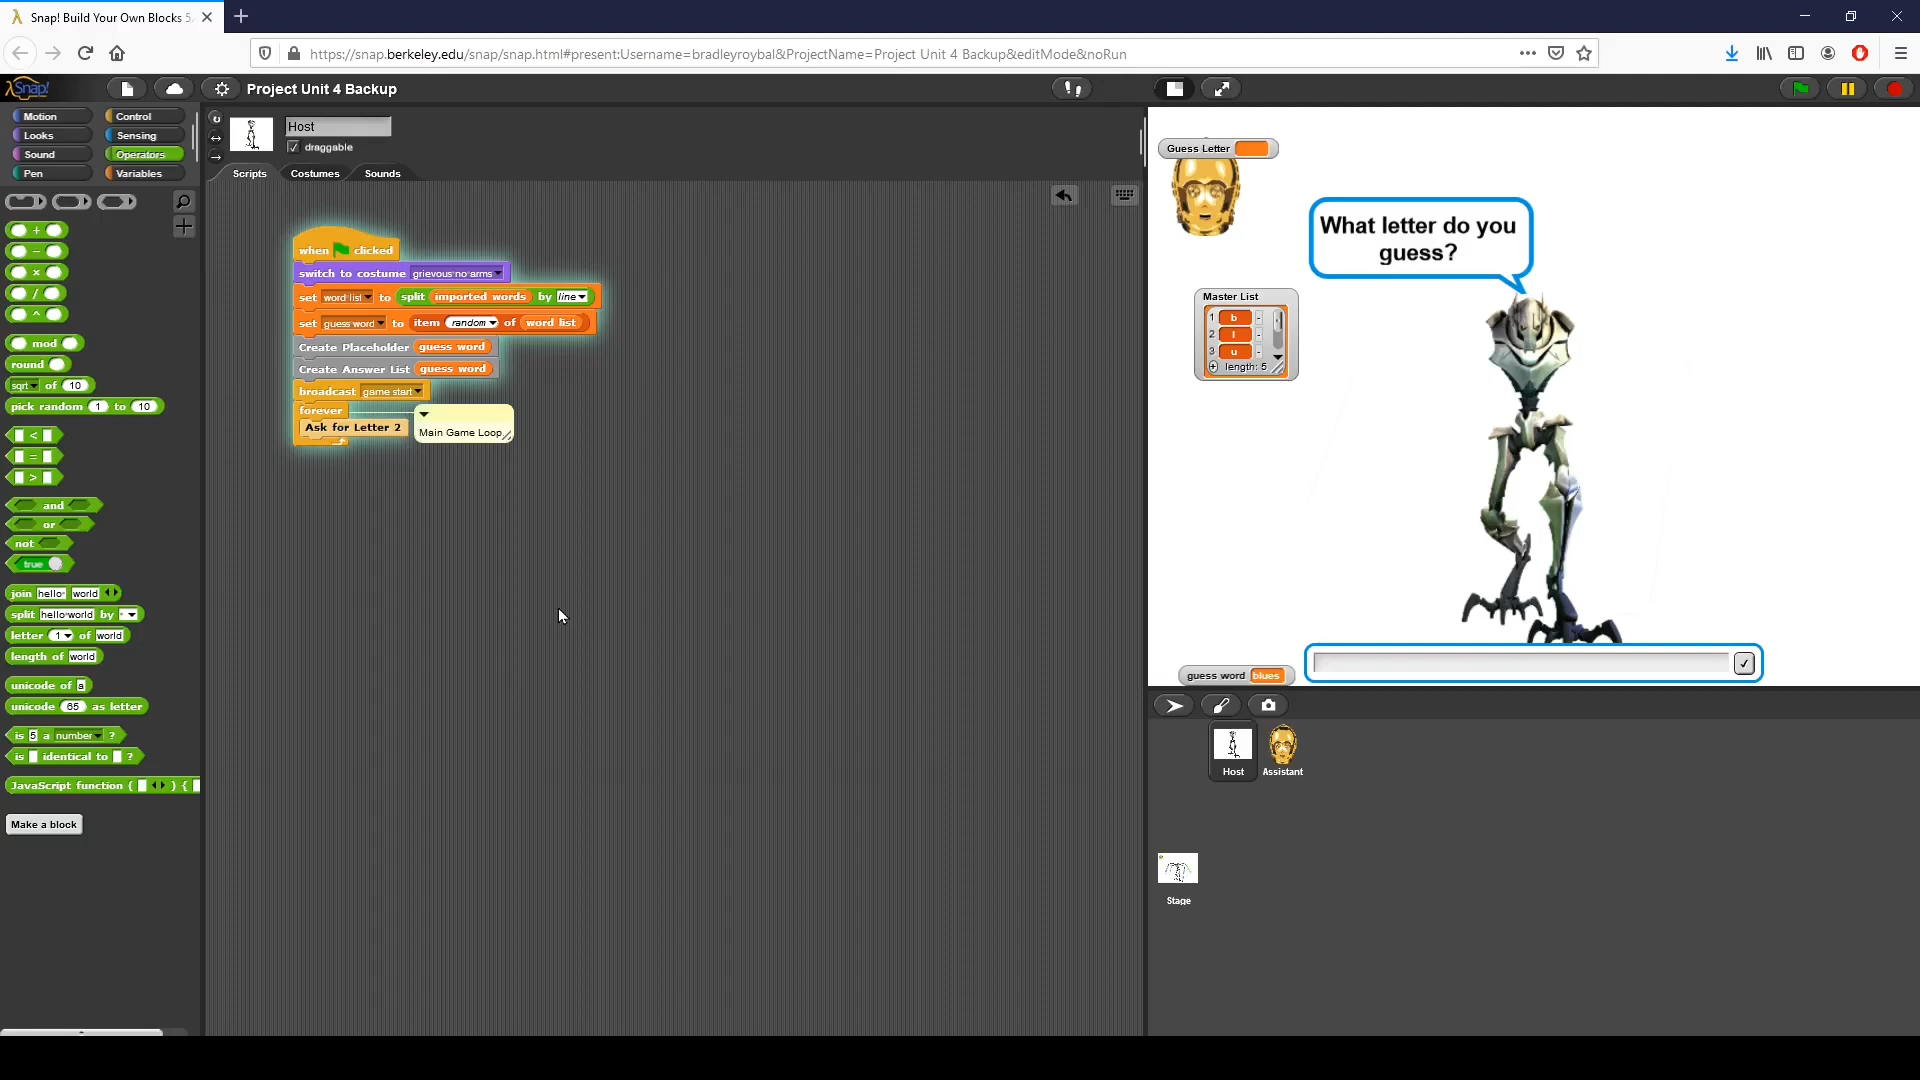 Snap! Build Your Own Blocks 5.
https://snap.berkeley.edu/snap/snap.html#present:Username=bradleyroybal&ProjectName=Project Unit 4 Backup&editMode&noRun
Snap!
Project Unit 4 Backup
Motion
Control
Looks
Sensing
Sound
Operators
Pen
Variables
Host
draggable
Scripts
Costumes
Sounds
+
−
×
/
^
mod
round
sqrt of 10
pick random 1 to 10
<
=
>
and
or
not
true
join hello world
split hello world by
letter 1 of world
length of world
unicode of a
unicode 65 as letter
is 5 a number ?
is identical to ?
JavaScript function ( ) {
Make a block
when clicked
switch to costume grievous no arms
set word list to split imported words by line
set guess word to item random of word list
Create Placeholder guess word
Create Answer List guess word
broadcast game start
forever
Ask for Letter 2
Main Game Loop
Guess Letter
What letter do you
guess?
Master List
1 b
2 l
3 u
length: 5
guess word blues
Host
Assistant
Stage